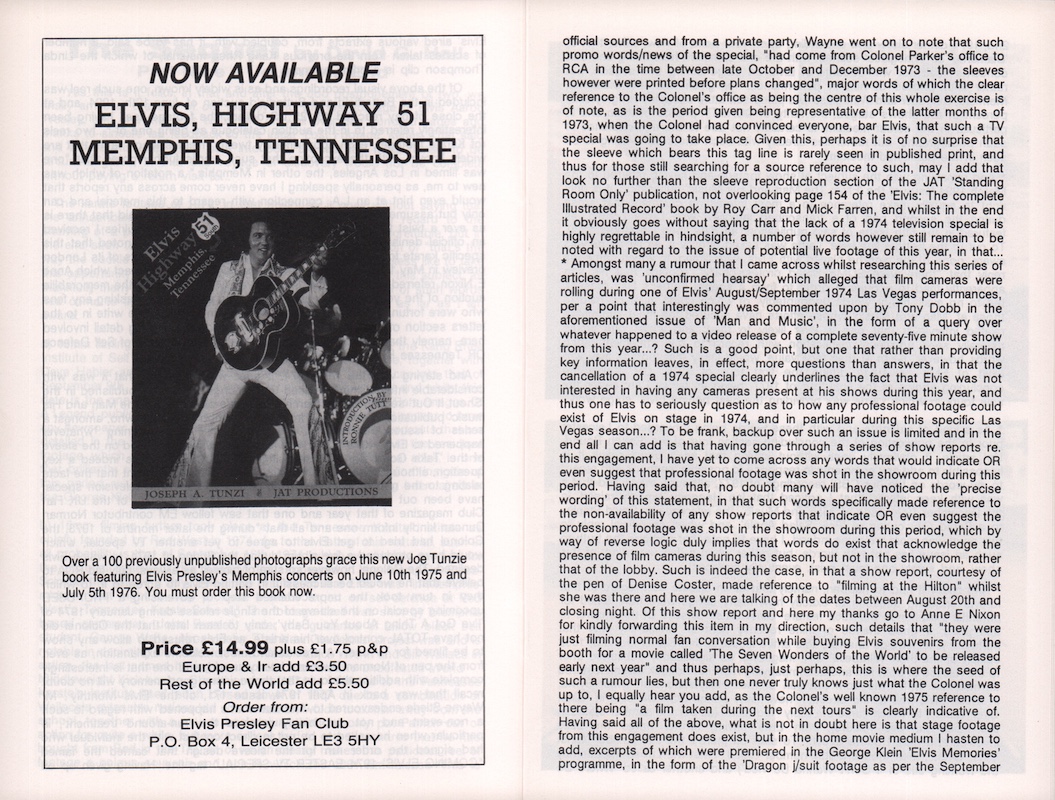 NOW AVAILABLE
ELVIS, HIGHWAY 51
MEMPHIS, TENNESSEE
Elvis
Highway 51
South
Memphis,
Tennessee
INTRODUCTION BY
RONNIE TUTT
JOSEPH A. TUNZI JAT PRODUCTIONS
Over a 100 previously unpublished photographs grace this new Joe Tunzie
book featuring Elvis Presley's Memphis concerts on June 10th 1975 and
July 5th 1976. You must order this book now.
Price £14.99 plus £1.75 p&p
Europe & Ir add £3.50
Rest of the World add £5.50
Order from:
Elvis Presley Fan Club
P.O. Box 4, Leicester LE3 5HY
official sources and from a private party, Wayne went on to note that such
promo words/news of the special, "had come from Colonel Parker's office to
RCA in the time between late October and December 1973 - the sleeves
however were printed before plans changed", major words of which the clear
reference to the Colonel's office as being the centre of this whole exercise is
of note, as is the period given being representative of the latter months of
1973, when the Colonel had convinced everyone, bar Elvis, that such a TV
special was going to take place. Given this, perhaps it is of no surprise that
the sleeve which bears this tag line is rarely seen in published print, and
thus for those still searching for a source reference to such, may I add that
look no further than the sleeve reproduction section of the JAT 'Standing
Room Only' publication, not overlooking page 154 of the 'Elvis: The complete
Illustrated Record' book by Roy Carr and Mick Farren, and whilst in the end
it obviously goes without saying that the lack of a 1974 television special is
highly regrettable in hindsight, a number of words however still remain to be
noted with regard to the issue of potential live footage of this year, in that...
* Amongst many a rumour that I came across whilst researching this series of
articles, was 'unconfirmed hearsay' which alleged that film cameras were
rolling during one of Elvis' August/September 1974 Las Vegas performances,
per a point that interestingly was commented upon by Tony Dobb in the
aforementioned issue of 'Man and Music', in the form of a query over
whatever happened to a video release of a complete seventy-five minute show
from this year...? Such is a good point, but one that rather than providing
key information leaves, in effect, more questions than answers, in that the
cancellation of a 1974 special clearly underlines the fact that Elvis was not
interested in having any cameras present at his shows during this year, and
thus one has to seriously question as to how any professional footage could
exist of Elvis on stage in 1974, and in particular during this specific Las
Vegas season...? To be frank, backup over such an issue is limited and in the
end all I can add is that having gone through a series of show reports re.
this engagement, I have yet to come across any words that would indicate OR
even suggest that professional footage was shot in the showroom during this
period. Having said that, no doubt many will have noticed the 'precise
wording' of this statement, in that such words specifically made reference to
the non-availability of any show reports that indicate OR even suggest the
professional footage was shot in the showroom during this period, which by
way of reverse logic duly implies that words do exist that acknowledge the
presence of film cameras during this season, but not in the showroom, rather
that of the lobby. Such is indeed the case, in that a show report, courtesy of
the pen of Denise Coster, made reference to "filming at the Hilton" whilst
she was there and here we are talking of the dates between August 20th and
closing night. Of this show report and here my thanks go to Anne E Nixon
for kindly forwarding this item in my direction, such details that "they were
just filming normal fan conversation while buying Elvis souvenirs from the
booth for a movie called 'The Seven Wonders of the World' to be released
early next year" and thus perhaps, just perhaps, this is where the seed of
such a rumour lies, but then one never truly knows just what the Colonel was
up to, I equally hear you add, as the Colonel's well known 1975 reference to
there being "a film taken during the next tours" is clearly indicative of.
Having said all of the above, what is not in doubt here is that stage footage
from this engagement does exist, but in the home movie medium I hasten to
add, excerpts of which were premiered in the George Klein 'Elvis Memories'
programme, in the form of the 'Dragon j/suit footage as per the September